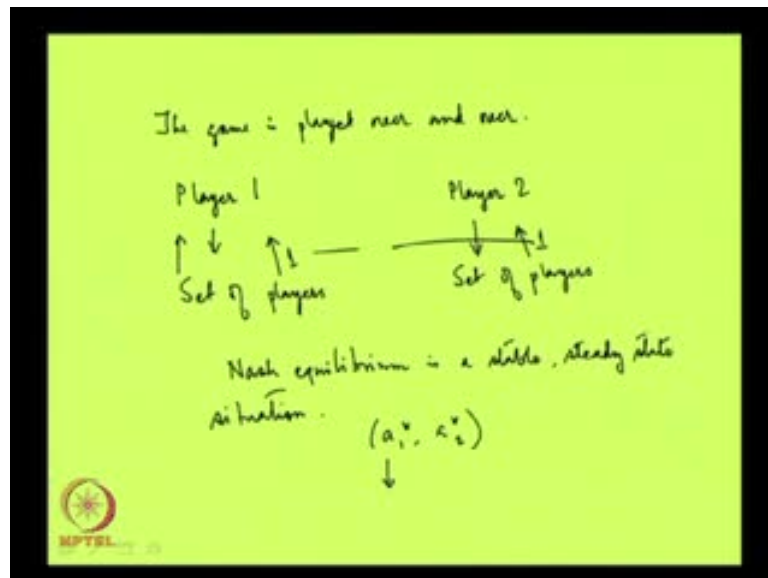 The game is played over and over.
Player 1 Player 2
1 1
Set of players Set of players
Nash equilibrium is a stable, steady state
situation.
(a₁*, a₂*)
NPTEL